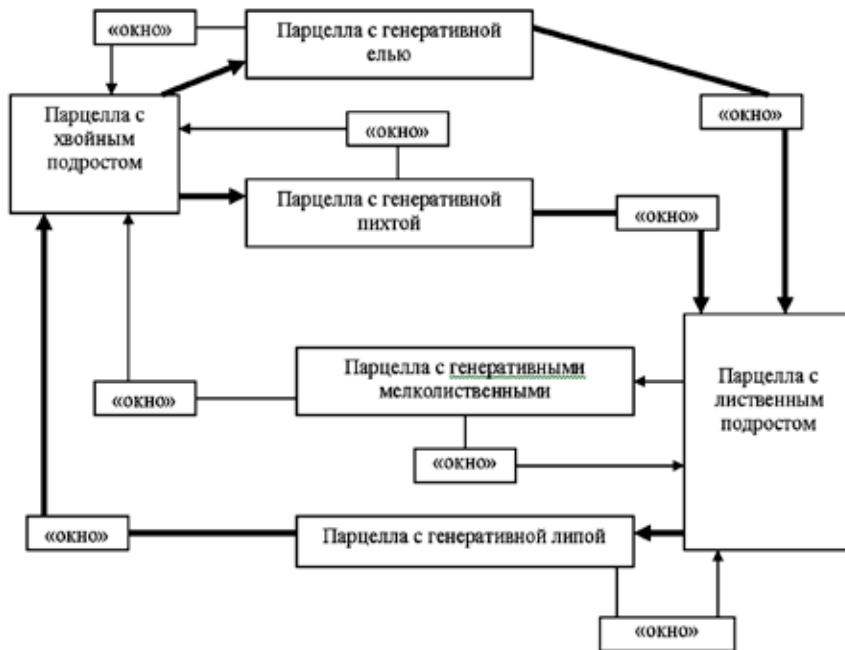 «окно»
Парцелла с генеративной
елью
«окно»
Парцелла с
хвойным
подростом
«окно»
Парцелла с генеративной
пихтой
«окно»
Парцелла с генеративными
мелколиственными
Парцелла с
лиственным
подростом
«окно»
«окно»
«окно»
Парцелла с генеративной липой
«окно»